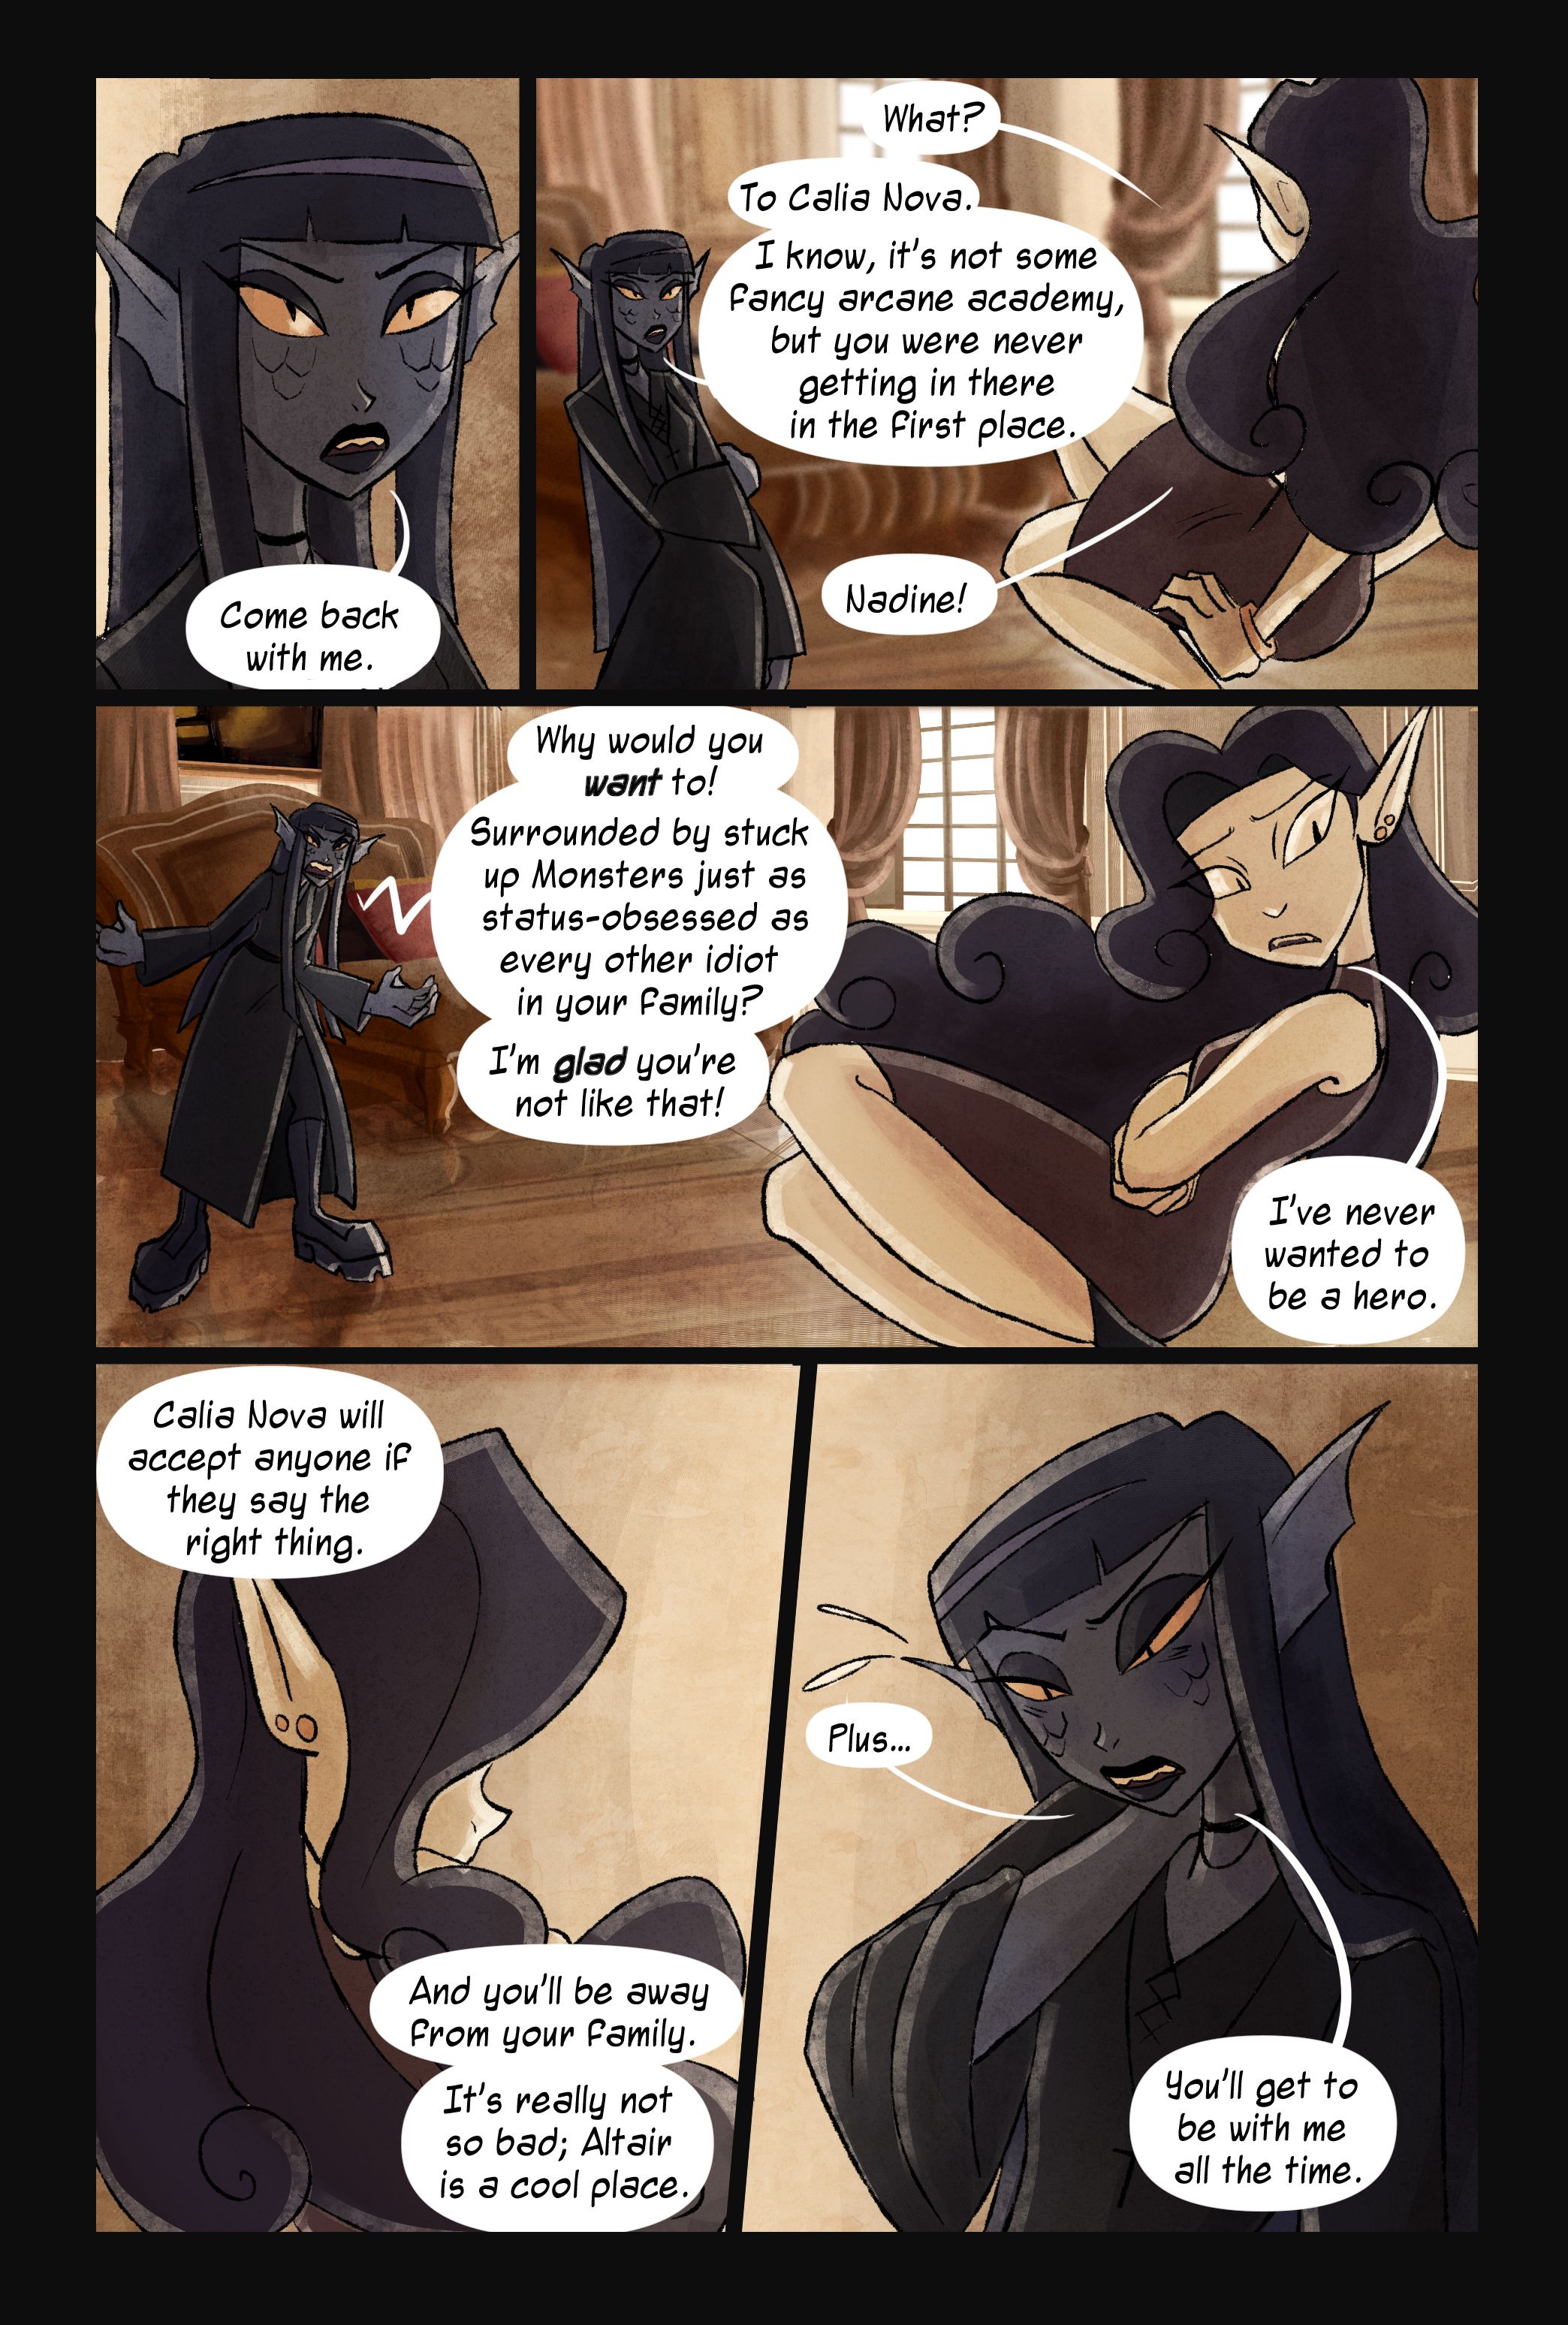 Come back
with me.
What?
To Calia Nova.
I know, it's not some
fancy arcane academy,
but you were never
getting in there
in the first place.
Nadine!
Why would you
want to!
Surrounded by stuck
up Monsters just as
status-obsessed as
every other idiot
in your family?
I'm glad you're
not like that!
I've never
wanted to
be a hero.
Calia Nova will
accept anyone if
they say the
right thing.
And you'll be away
from your family.
It's really not
so bad; Altair
is a cool place.
Plus...
You'll get to
be with me
all the time.